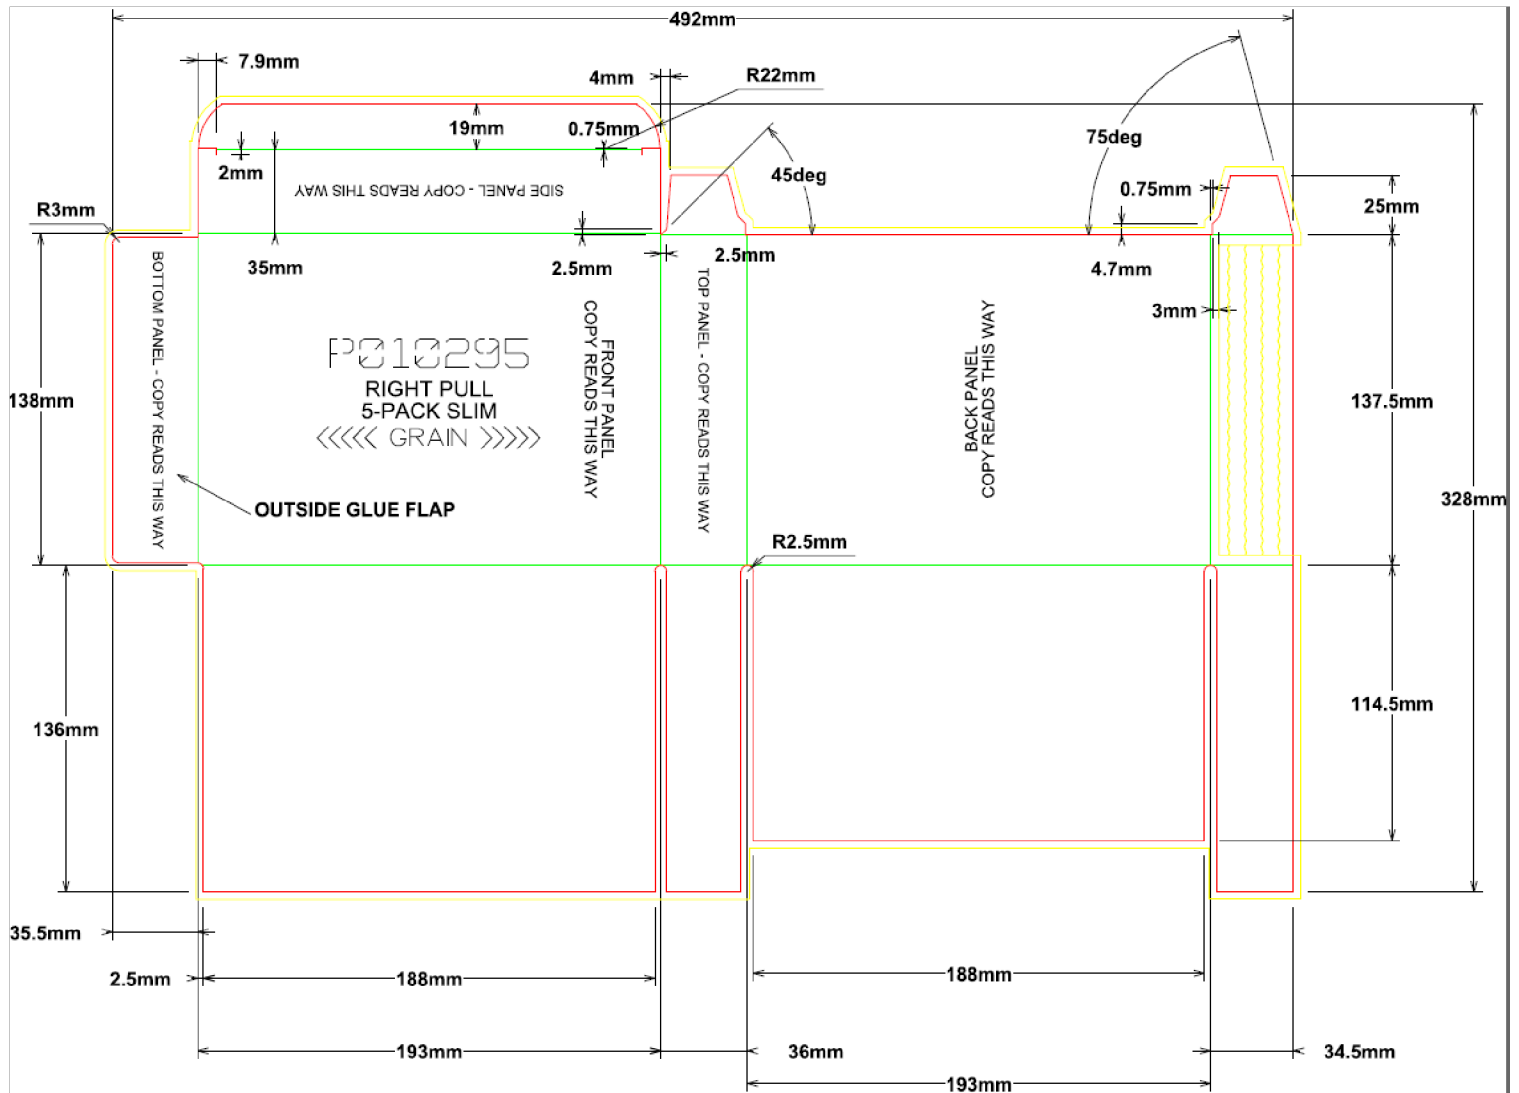 492mm
7.9mm
4mm
R22mm
19mm
0.75mm
75deg
2mm
45deg
SIDE PANEL - COPY READS THIS WAY
0.75mm
R3mm
25mm
35mm
2.5mm
2.5mm
4.7mm
3mm
BOTTOM PANEL - COPY READS THIS WAY
P010295
RIGHT PULL
5-PACK SLIM
<<<<< GRAIN >>>>>
FRONT PANEL
COPY READS THIS WAY
TOP PANEL - COPY READS THIS WAY
BACK PANEL
COPY READS THIS WAY
138mm
137.5mm
OUTSIDE GLUE FLAP
328mm
R2.5mm
136mm
114.5mm
35.5mm
2.5mm
188mm
188mm
193mm
36mm
34.5mm
193mm